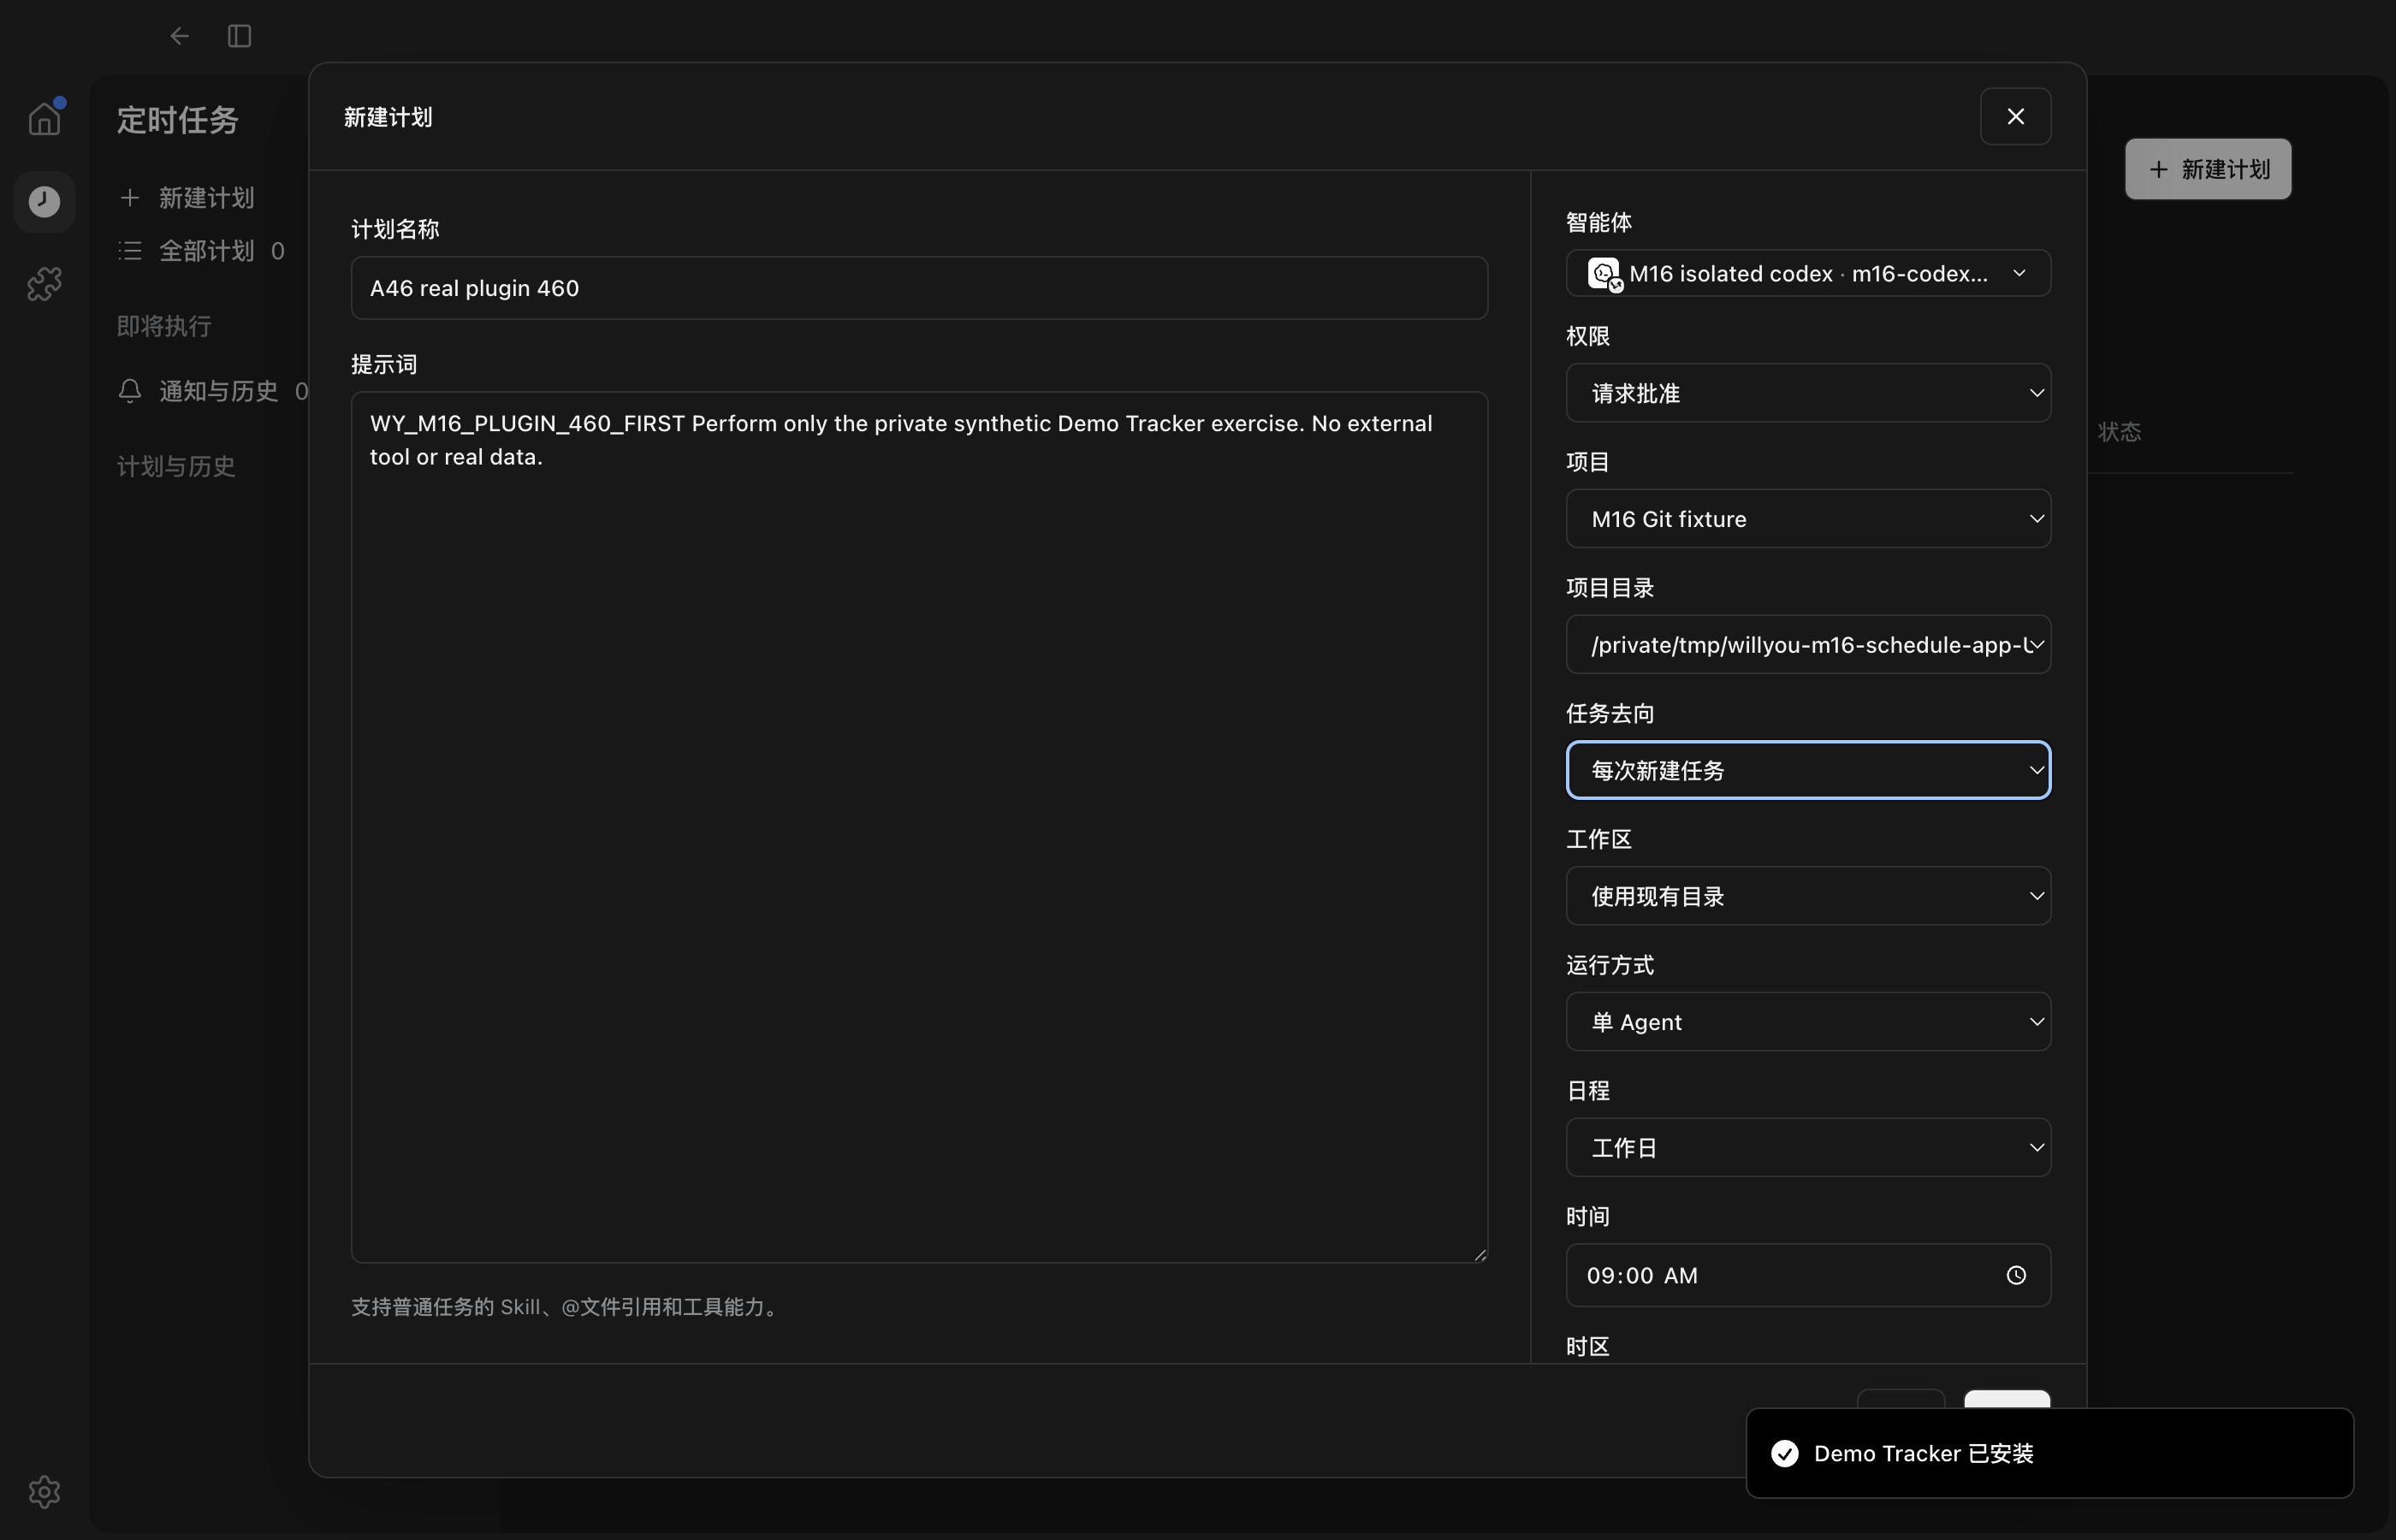 定时任务
新建计划
全部计划 0
即将执行
通知与历史 0
计划与历史
新建计划
计划名称
A46 real plugin 460
提示词
WY_M16_PLUGIN_460_FIRST Perform only the private synthetic Demo Tracker exercise. No external
tool or real data.
支持普通任务的 Skill、@文件引用和工具能力。
智能体
M16 isolated codex · m16-codex...
权限
请求批准
项目
M16 Git fixture
项目目录
/private/tmp/willyou-m16-schedule-app-
任务去向
每次新建任务
工作区
使用现有目录
运行方式
单 Agent
日程
工作日
时间
09:00 AM
时区
新建计划
状态
Demo Tracker 已安装